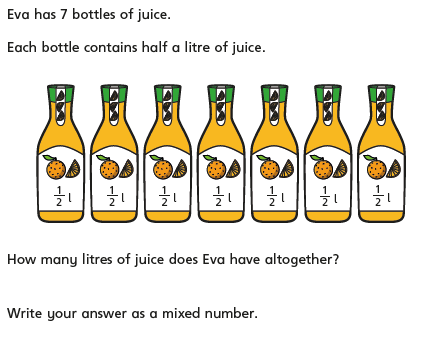 Eva has 7 bottles of juice.
Each bottle contains half a litre of juice.
1/2 l 1/2 l 1/2 l 1/2 l 1/2 l 1/2 l 1/2 l
How many litres of juice does Eva have altogether?
Write your answer as a mixed number.